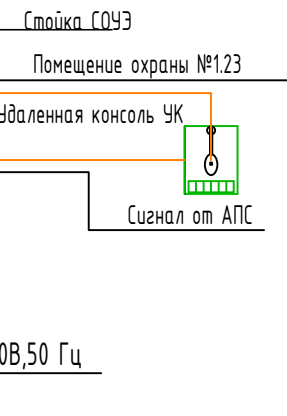 Стойка СОУЭ
Помещение охраны №1.23
Удаленная консоль УК
Сигнал от АПС
0В,50 Гц